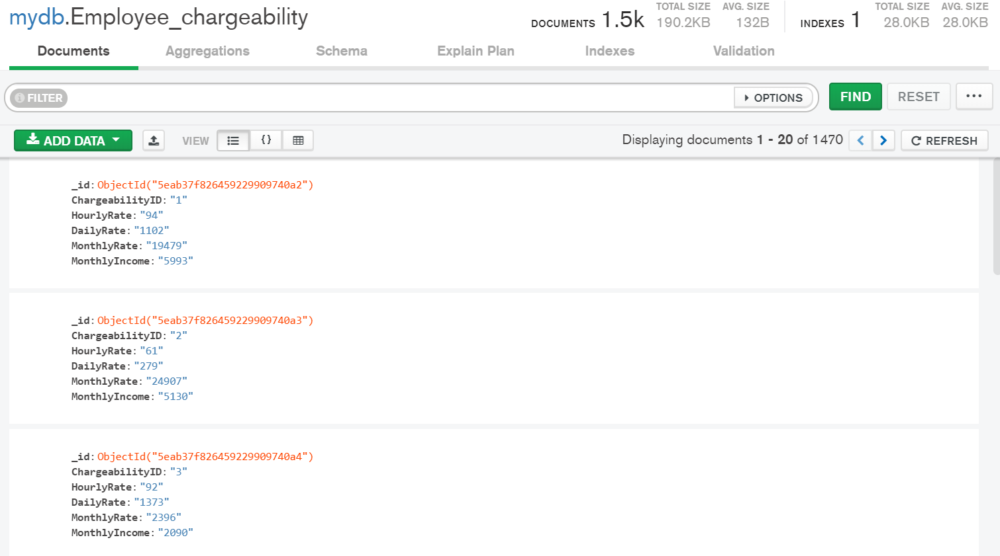 mydb.Employee_chargeability
DOCUMENTS 1.5k TOTAL SIZE 190.2KB AVG. SIZE 132B INDEXES 1 TOTAL SIZE 28.0KB AVG. SIZE 28.0KB
Documents Aggregations Schema Explain Plan Indexes Validation
FILTER OPTIONS FIND RESET ...
ADD DATA VIEW {} Displaying documents 1 - 20 of 1470 < > REFRESH
_id: ObjectId("5eab37f826459229909740a2")
ChargeabilityID: "1"
HourlyRate: "94"
DailyRate: "1102"
MonthlyRate: "19479"
MonthlyIncome: "5993"
_id: ObjectId("5eab37f826459229909740a3")
ChargeabilityID: "2"
HourlyRate: "61"
DailyRate: "279"
MonthlyRate: "24907"
MonthlyIncome: "5130"
_id: ObjectId("5eab37f826459229909740a4")
ChargeabilityID: "3"
HourlyRate: "92"
DailyRate: "1373"
MonthlyRate: "2396"
MonthlyIncome: "2090"